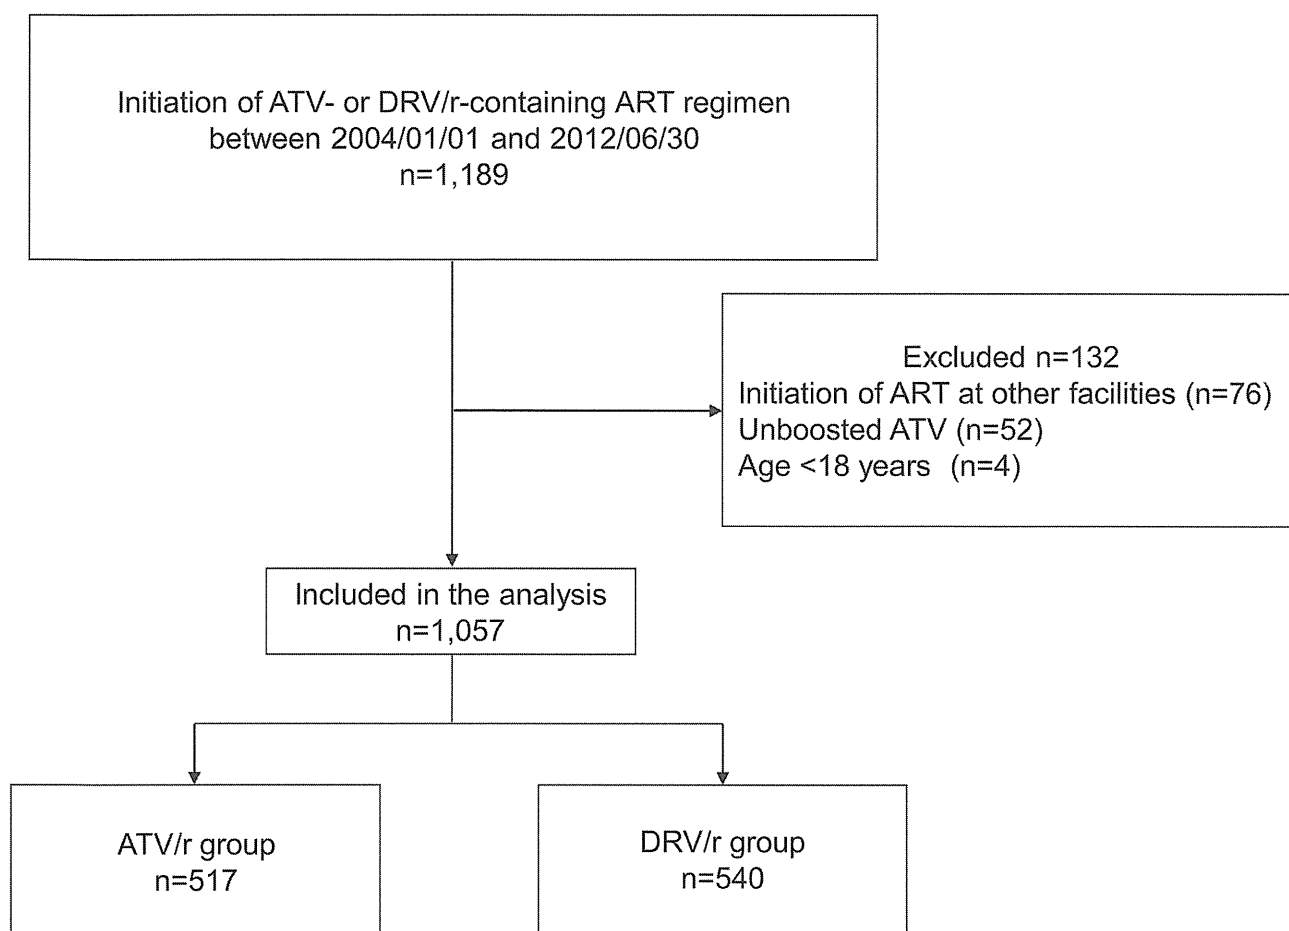 Initiation of ATV- or DRV/r-containing ART regimen
between 2004/01/01 and 2012/06/30
n=1,189
Excluded n=132
Initiation of ART at other facilities (n=76)
Unboosted ATV (n=52)
Age <18 years (n=4)
Included in the analysis
n=1,057
ATV/r group
n=517
DRV/r group
n=540